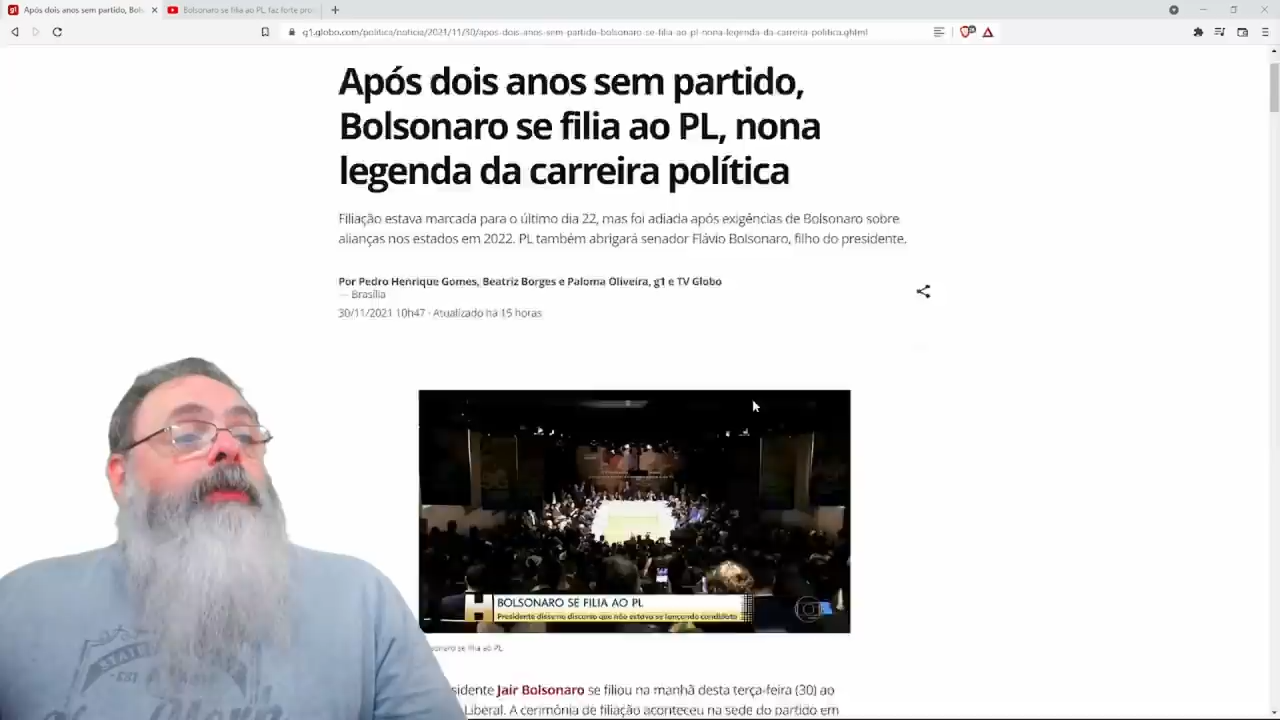 Após dois anos sem partido, Bols
Bolsonaro se filia ao PL, faz forte pro
g1.globo.com/politica/noticia/2021/11/30/apos-dois-anos-sem-partido-bolsonaro-se-filia-ao-pl-nona-legenda-da-carreira-politica.ghtml
Após dois anos sem partido,
Bolsonaro se filia ao PL, nona
legenda da carreira política
Filiação estava marcada para o último dia 22, mas foi adiada após exigências de Bolsonaro sobre
alianças nos estados em 2022. PL também abrigará senador Flávio Bolsonaro, filho do presidente.
Por Pedro Henrique Gomes, Beatriz Borges e Paloma Oliveira, g1 e TV Globo
— Brasília
30/11/2021 10h47 · Atualizado há 15 horas
H
BOLSONARO SE FILIA AO PL
Presidente disse no discurso que não estava se lançando candidato
onaro se filia ao PL
sidente Jair Bolsonaro se filiou na manhã desta terça-feira (30) ao
Liberal. A cerimônia de filiação aconteceu na sede do partido em
STATE